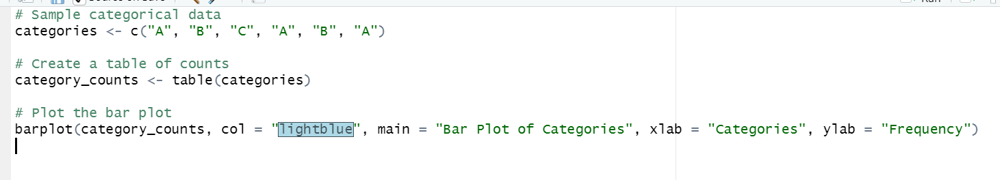 # Sample categorical data
categories <- c("A", "B", "C", "A", "B", "A")
# Create a table of counts
category_counts <- table(categories)
# Plot the bar plot
barplot(category_counts, col = "lightblue", main = "Bar Plot of Categories", xlab = "Categories", ylab = "Frequency")